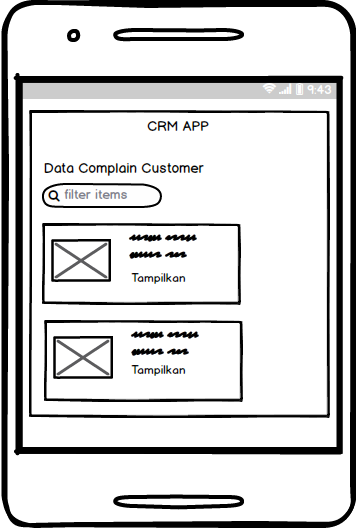 9:43
CRM APP
Data Complain Customer
filter items
Tampilkan
Tampilkan